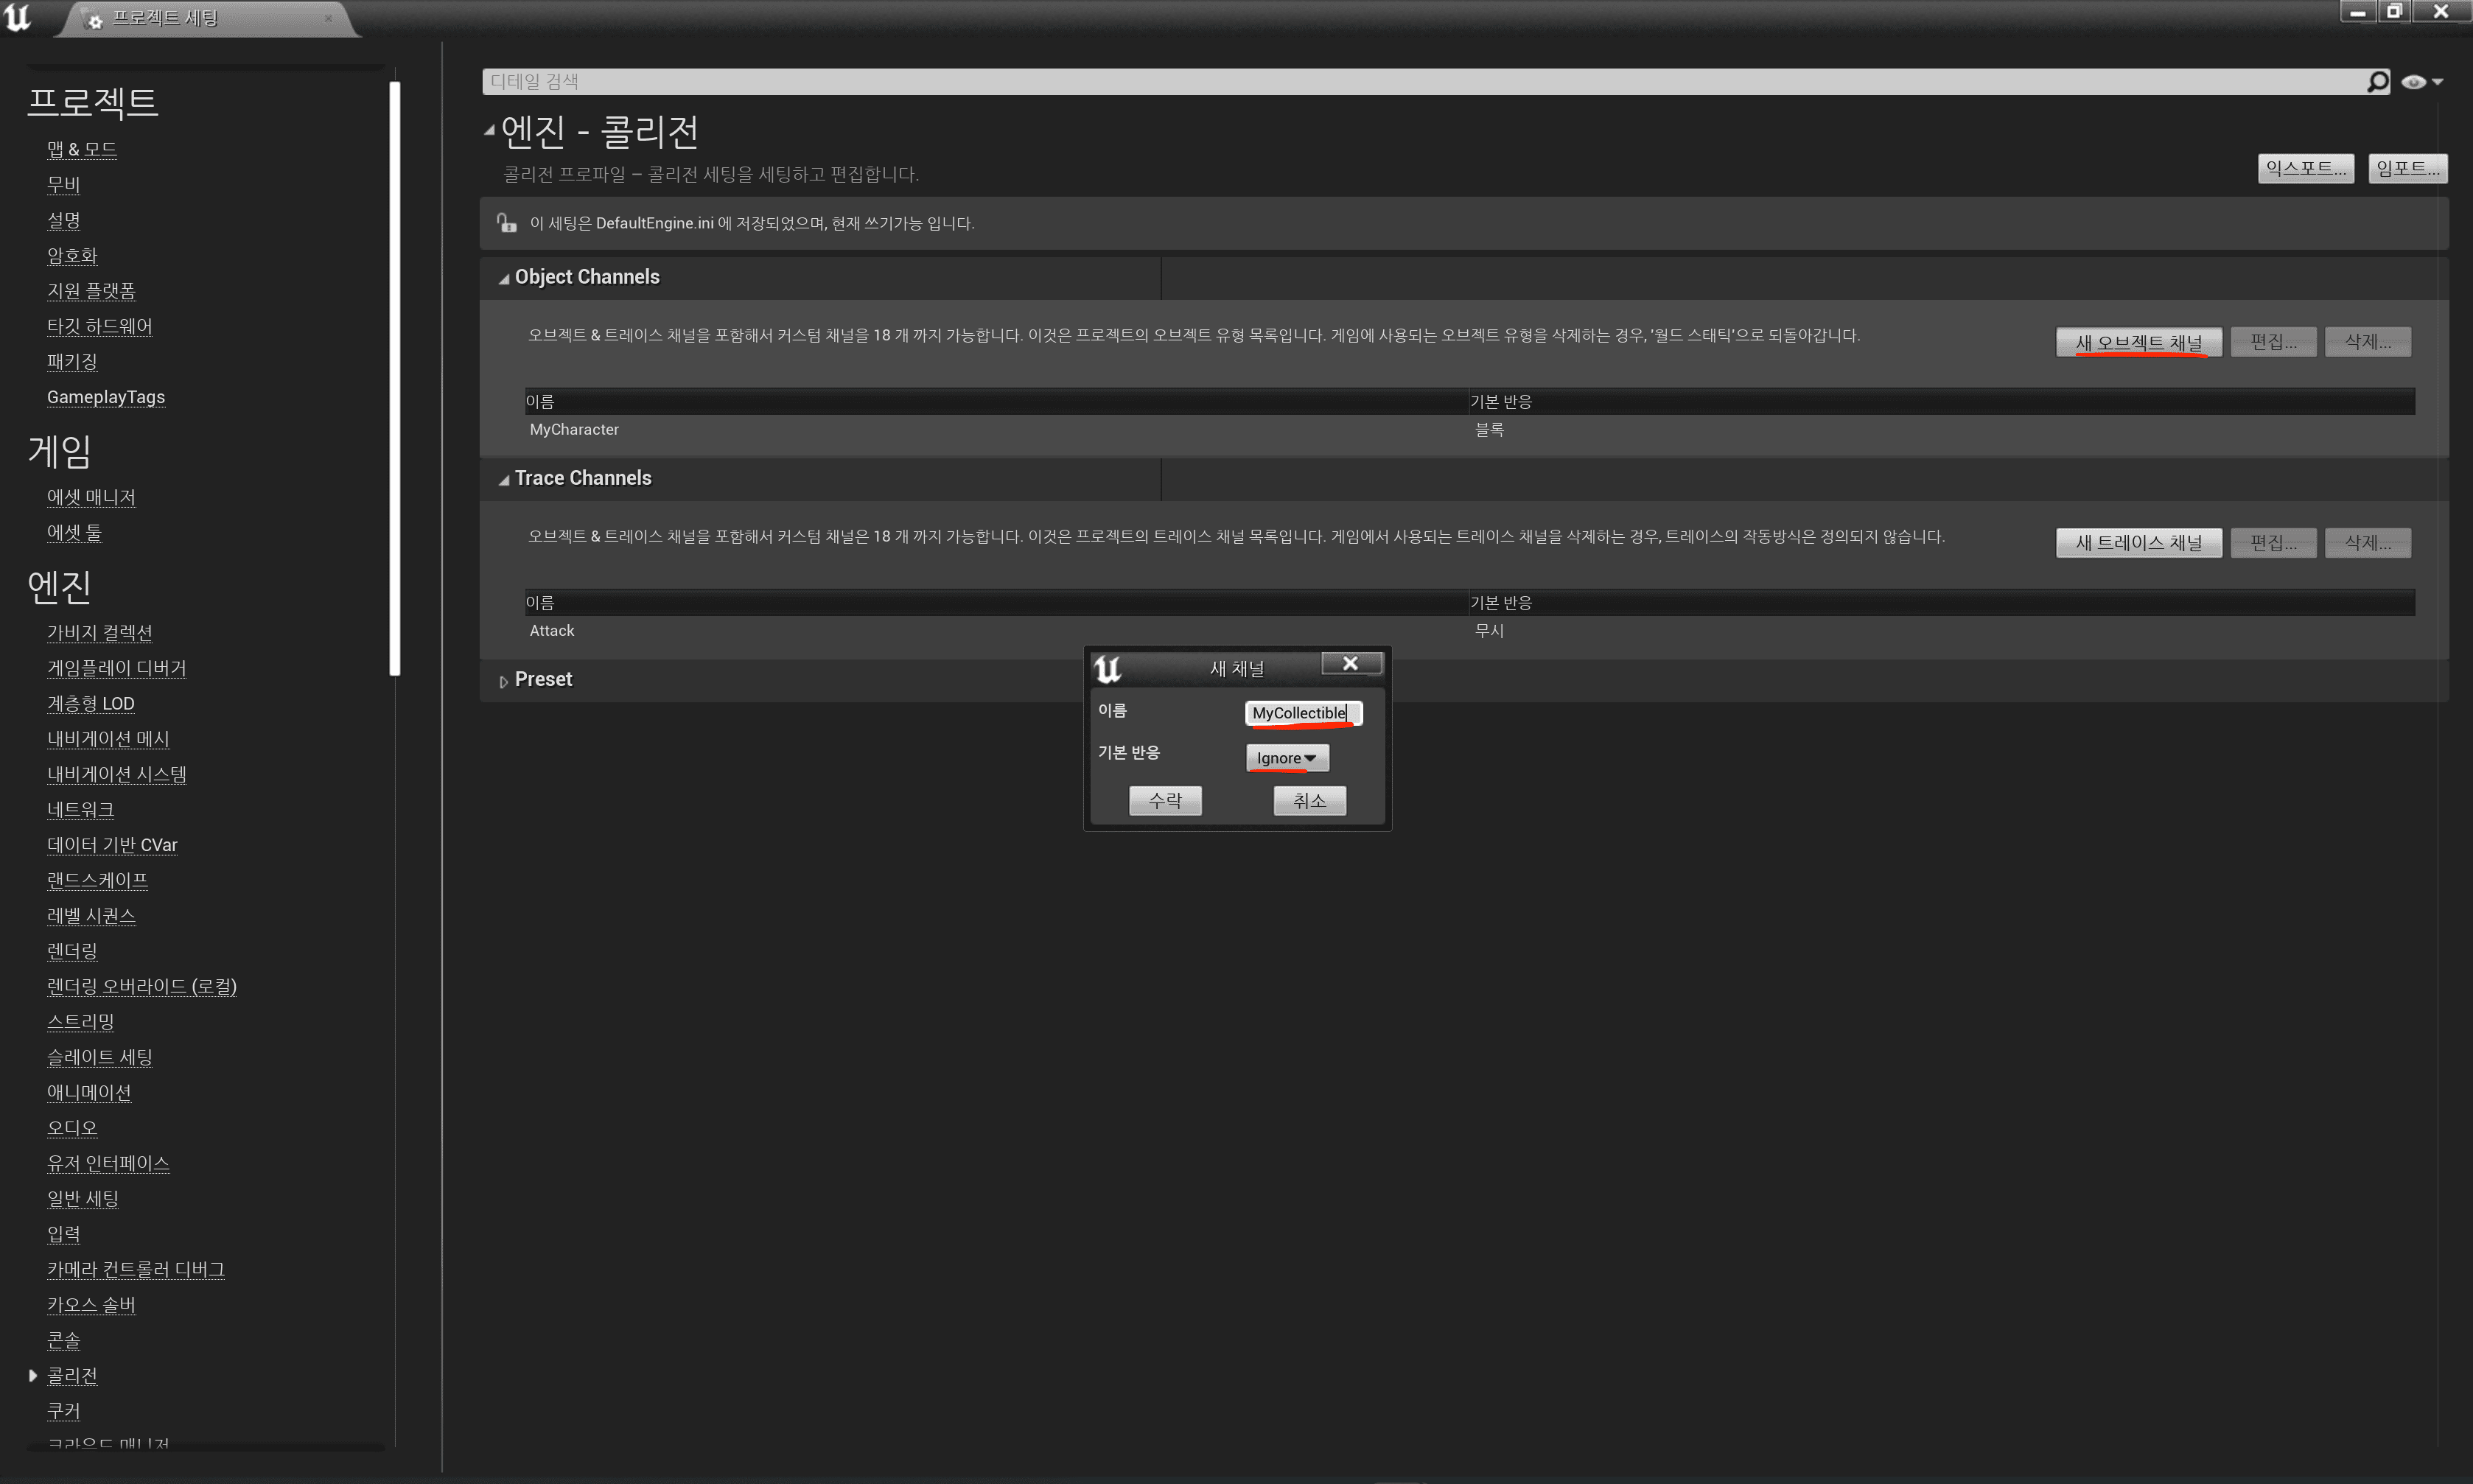 프로젝트 세팅
프로젝트
맵 & 모드
무비
설명
암호화
지원 플랫폼
타깃 하드웨어
패키징
GameplayTags
게임
에셋 매니저
에셋 툴
엔진
가비지 컬렉션
게임플레이 디버거
계층형 LOD
내비게이션 메시
내비게이션 시스템
네트워크
데이터 기반 CVar
랜드스케이프
레벨 시퀀스
렌더링
렌더링 오버라이드 (로컬)
스트리밍
슬레이트 세팅
애니메이션
오디오
유저 인터페이스
일반 세팅
입력
카메라 컨트롤러 디버그
카오스 솔버
콘솔
콜리전
쿠커
크라우드 매니저
디테일 검색
엔진 - 콜리전
콜리전 프로파일 – 콜리전 세팅을 세팅하고 편집합니다.
익스포트... 임포트...
이 세팅은 DefaultEngine.ini 에 저장되었으며, 현재 쓰기가능 입니다.
Object Channels
오브젝트 & 트레이스 채널을 포함해서 커스텀 채널을 18 개 까지 가능합니다. 이것은 프로젝트의 오브젝트 유형 목록입니다. 게임에 사용되는 오브젝트 유형을 삭제하는 경우, '월드 스태틱'으로 되돌아갑니다.
새 오브젝트 채널 편집... 삭제...
이름 기본 반응
MyCharacter 블록
Trace Channels
오브젝트 & 트레이스 채널을 포함해서 커스텀 채널은 18 개 까지 가능합니다. 이것은 프로젝트의 트레이스 채널 목록입니다. 게임에서 사용되는 트레이스 채널을 삭제하는 경우, 트레이스의 작동방식은 정의되지 않습니다.
새 트레이스 채널 편집... 삭제...
이름 기본 반응
Attack 무시
Preset
새 채널
이름 MyCollectible
기본 반응 Ignore
수락 취소